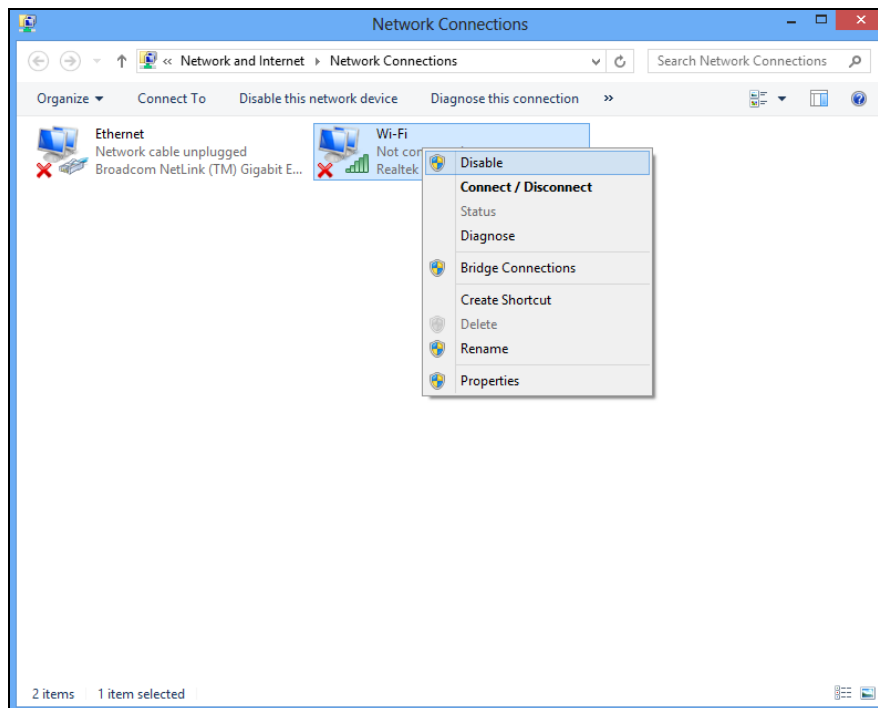 Network Connections
« Network and Internet Network Connections
Search Network Connections
Organize Connect To Disable this network device Diagnose this connection »
Ethernet
Network cable unplugged
Broadcom NetLink (TM) Gigabit E...
Wi-Fi
Not
Realtek
Disable
Connect / Disconnect
Status
Diagnose
Bridge Connections
Create Shortcut
Delete
Rename
Properties
2 items 1 item selected